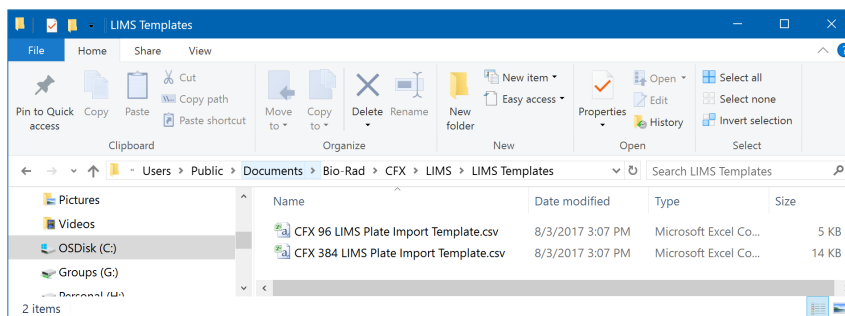 LIMS Templates
File Home Share View
Pin to Quick access
Copy
Paste
Cut
Copy path
Paste shortcut
Clipboard
Move to
Copy to
Delete
Rename
Organize
New folder
New item
Easy access
New
Properties
Open
Edit
History
Open
Select all
Select none
Invert selection
Select
Users > Public > Documents > Bio-Rad > CFX > LIMS > LIMS Templates
Search LIMS Templates
Pictures
Videos
OSDisk (C:)
Groups (G:)
Personal (H:)
Name Date modified Type Size
CFX 96 LIMS Plate Import Template.csv 8/3/2017 3:07 PM Microsoft Excel Co... 5 KB
CFX 384 LIMS Plate Import Template.csv 8/3/2017 3:07 PM Microsoft Excel Co... 14 KB
2 items